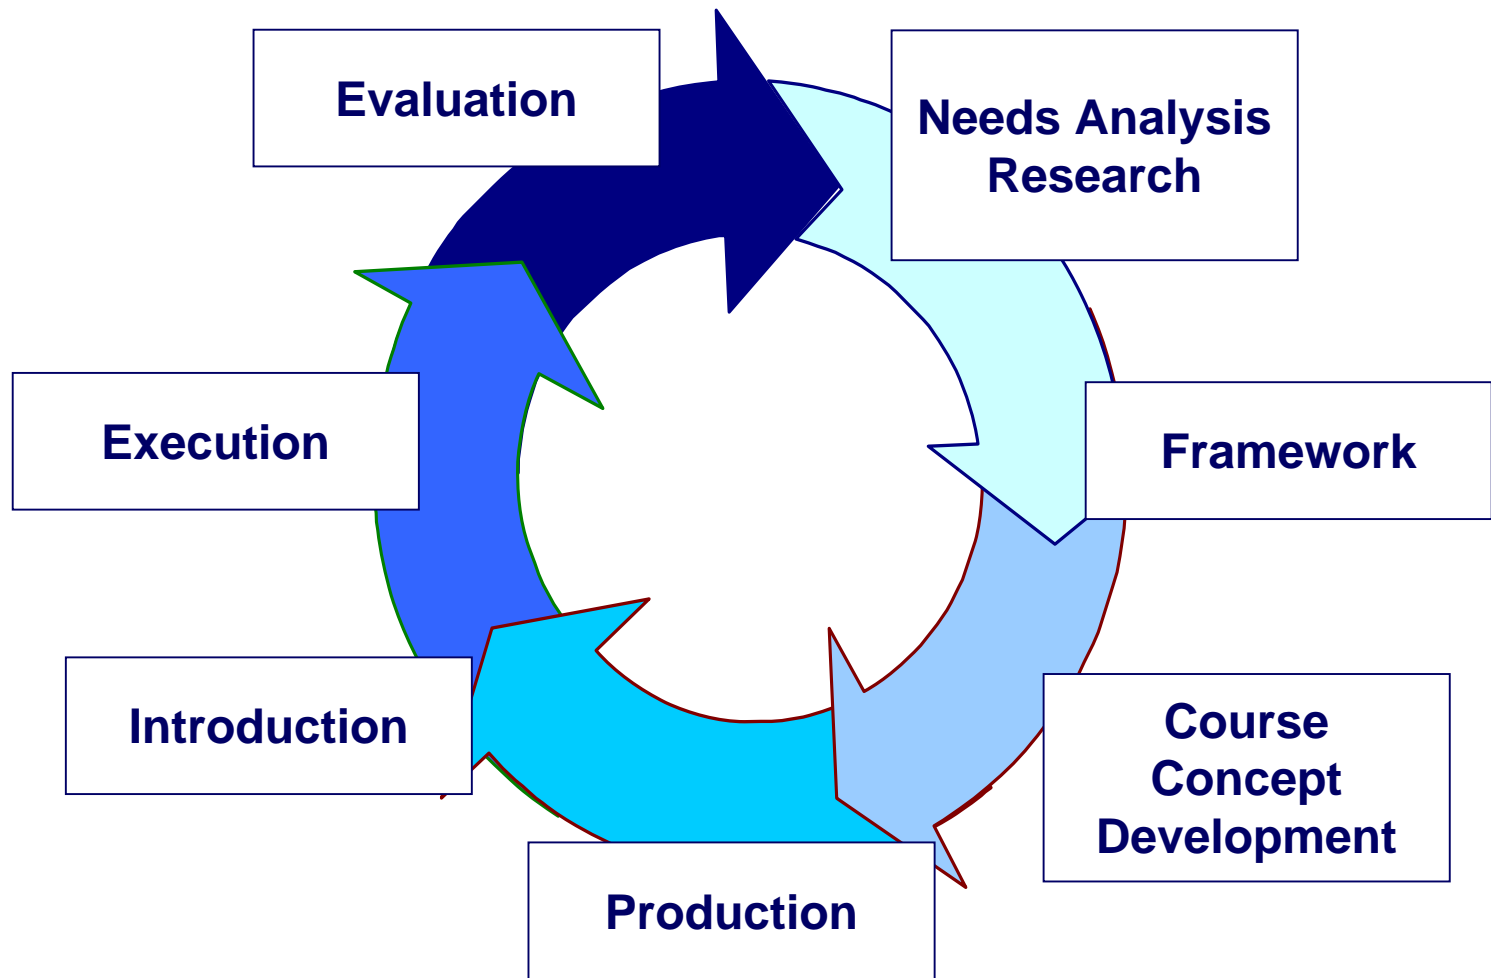 Evaluation
Needs Analysis
Research
Execution
Framework
Introduction
Course
Concept
Development
Production